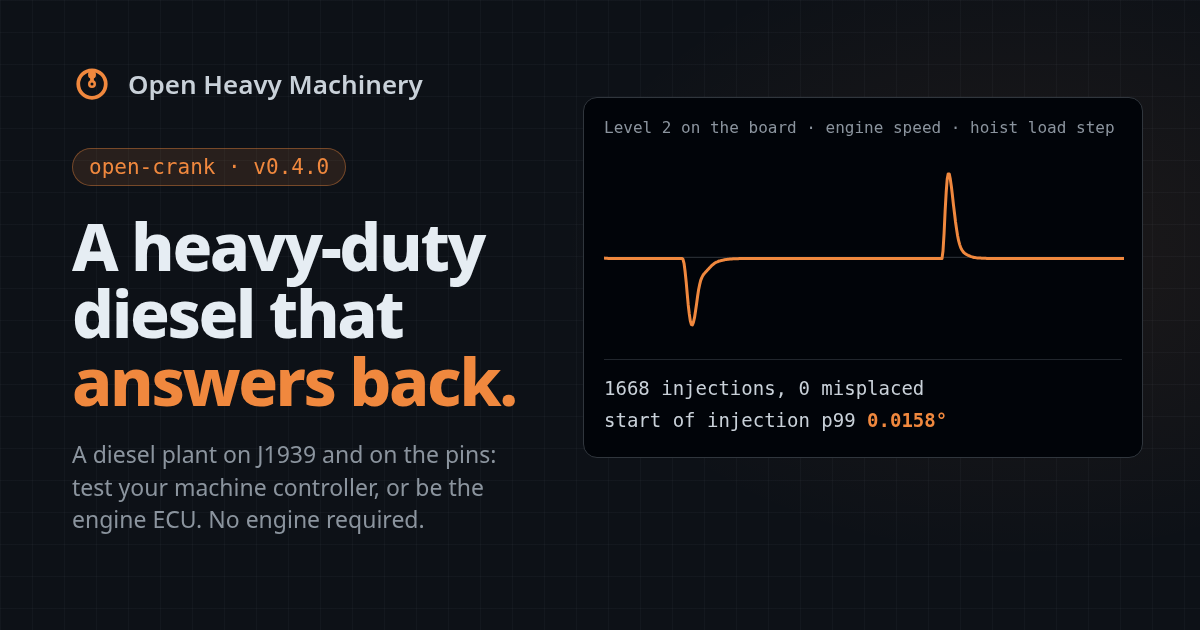 Open Heavy Machinery
open-crank · v0.4.0
A heavy-duty
diesel that
answers back.
A diesel plant on J1939 and on the pins:
test your machine controller, or be the
engine ECU. No engine required.
Level 2 on the board · engine speed · hoist load step
1668 injections, 0 misplaced
start of injection p99 0.0158°